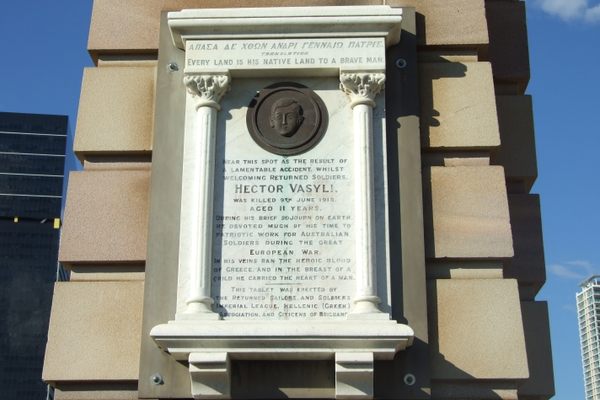 ΑΠΑΣΑ ΔΕ ΧΘΩΝ ΑΝΔΡΙ ΓΕΝΝΑΙΩ ΠΑΤΡΙΣ.
TRANSLATION
EVERY LAND IS HIS NATIVE LAND TO A BRAVE MAN.
NEAR THIS SPOT AS THE RESULT OF
A LAMENTABLE ACCIDENT, WHILST
WELCOMING RETURNED SOLDIERS,
HECTOR VASYLI.
WAS KILLED 9TH JUNE 1918.
AGED 11 YEARS.
DURING HIS BRIEF SOJOURN ON EARTH
HE DEVOTED MUCH OF HIS TIME TO
PATRIOTIC WORK FOR AUSTRALIAN
SOLDIERS DURING THE GREAT
EUROPEAN WAR.
IN HIS VEINS RAN THE HEROIC BLOOD
OF GREECE, AND IN THE BREAST OF A
CHILD HE CARRIED THE HEART OF A MAN.
THIS TABLET WAS ERECTED BY
THE RETURNED SAILORS AND SOLDIERS
IMPERIAL LEAGUE, HELLENIC (GREEK)
ASSOCIATION, AND CITIZENS OF BRISBANE.